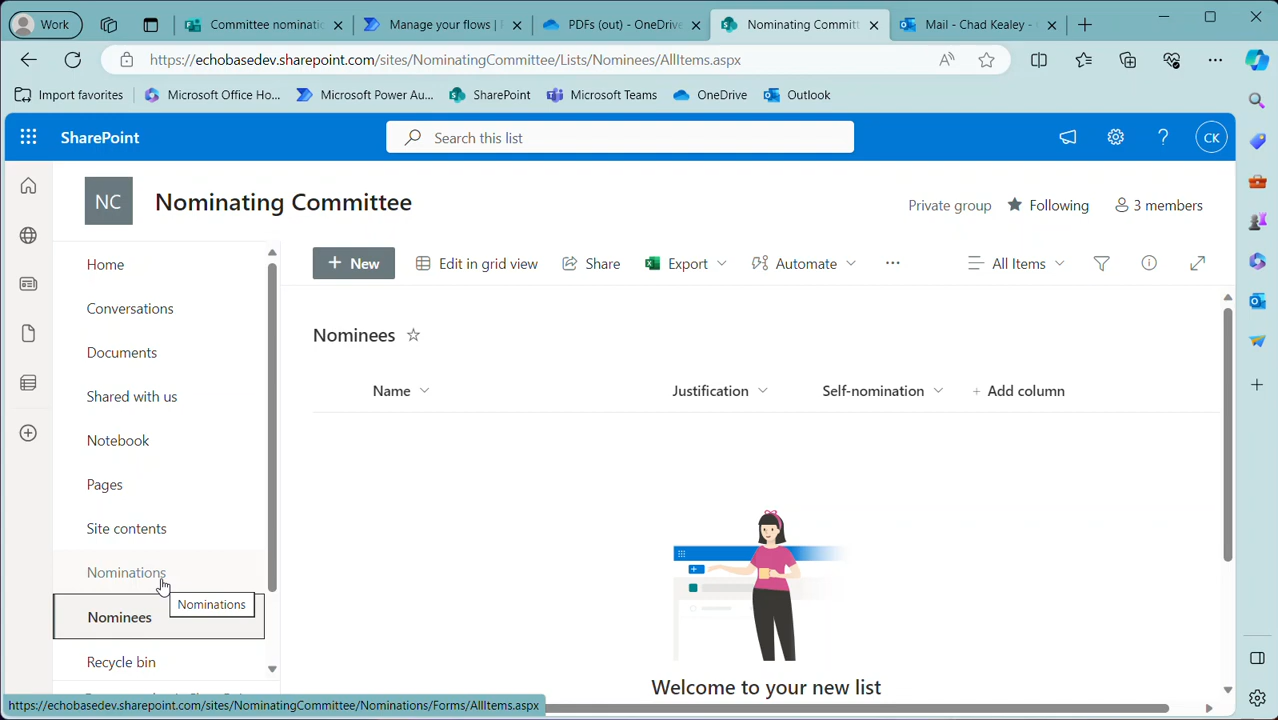 Work
Committee nominatio
Manage your flows |
PDFs (out) - OneDrive
Nominating Committ
Mail - Chad Kealey -
https://echobasedev.sharepoint.com/sites/NominatingCommittee/Lists/Nominees/AllItems.aspx
Import favorites
Microsoft Office Ho...
Microsoft Power Au...
SharePoint
Microsoft Teams
OneDrive
Outlook
SharePoint
Search this list
CK
NC
Nominating Committee
Private group
Following
3 members
Home
Conversations
Documents
Shared with us
Notebook
Pages
Site contents
Nominations
Nominations
Nominees
Recycle bin
+ New
Edit in grid view
Share
Export
Automate
...
All Items
Nominees
Name
Justification
Self-nomination
+ Add column
Welcome to your new list
https://echobasedev.sharepoint.com/sites/NominatingCommittee/Nominations/Forms/AllItems.aspx